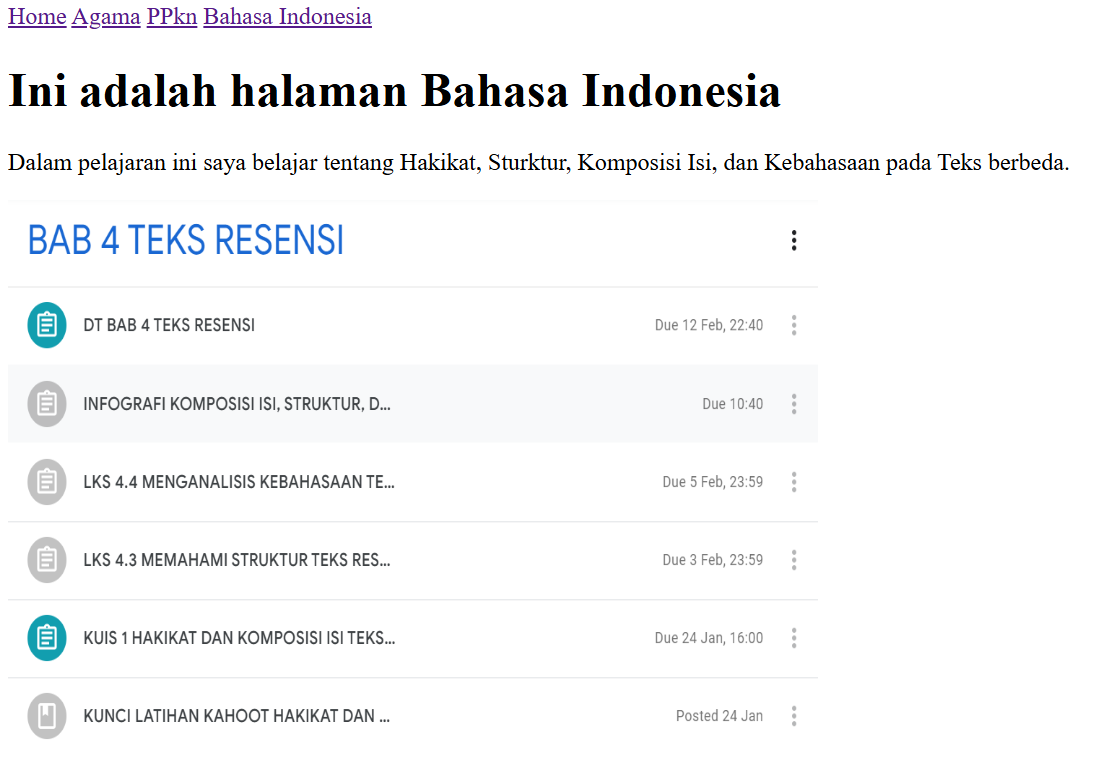 Home Agama PPkn Bahasa Indonesia
Ini adalah halaman Bahasa Indonesia
Dalam pelajaran ini saya belajar tentang Hakikat, Sturktur, Komposisi Isi, dan Kebahasaan pada Teks berbeda.
BAB 4 TEKS RESENSI
DT BAB 4 TEKS RESENSI Due 12 Feb, 22:40
INFOGRAFI KOMPOSISI ISI, STRUKTUR, D... Due 10:40
LKS 4.4 MENGANALISIS KEBAHASAAN TE... Due 5 Feb, 23:59
LKS 4.3 MEMAHAMI STRUKTUR TEKS RES... Due 3 Feb, 23:59
KUIS 1 HAKIKAT DAN KOMPOSISI ISI TEKS... Due 24 Jan, 16:00
KUNCI LATIHAN KAHOOT HAKIKAT DAN ... Posted 24 Jan